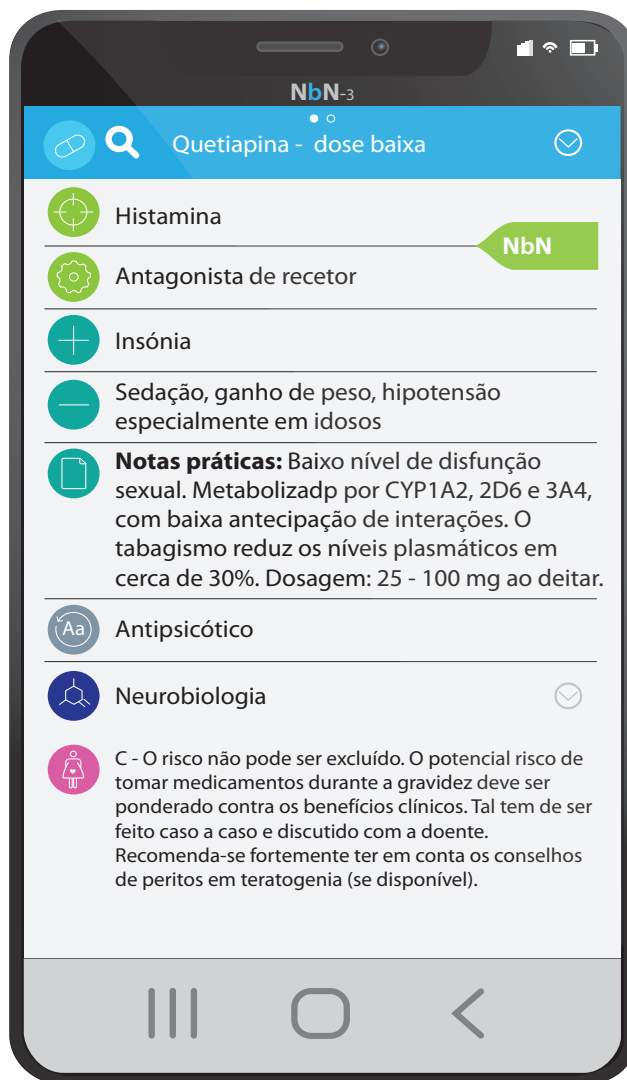 NbN-3
Quetiapina - dose baixa
Histamina
NbN
Antagonista de recetor
Insónia
Sedação, ganho de peso, hipotensão
especialmente em idosos
Notas práticas: Baixo nível de disfunção
sexual. Metabolizadp por CYP1A2, 2D6 e 3A4,
com baixa antecipação de interações. O
tabagismo reduz os níveis plasmáticos em
cerca de 30%. Dosagem: 25 - 100 mg ao deitar.
Aa
Antipsicótico
Neurobiologia
C - O risco não pode ser excluído. O potencial risco de
tomar medicamentos durante a gravidez deve ser
ponderado contra os benefícios clínicos. Tal tem de ser
feito caso a caso e discutido com a doente.
Recomenda-se fortemente ter em conta os conselhos
de peritos em teratogenia (se disponível).